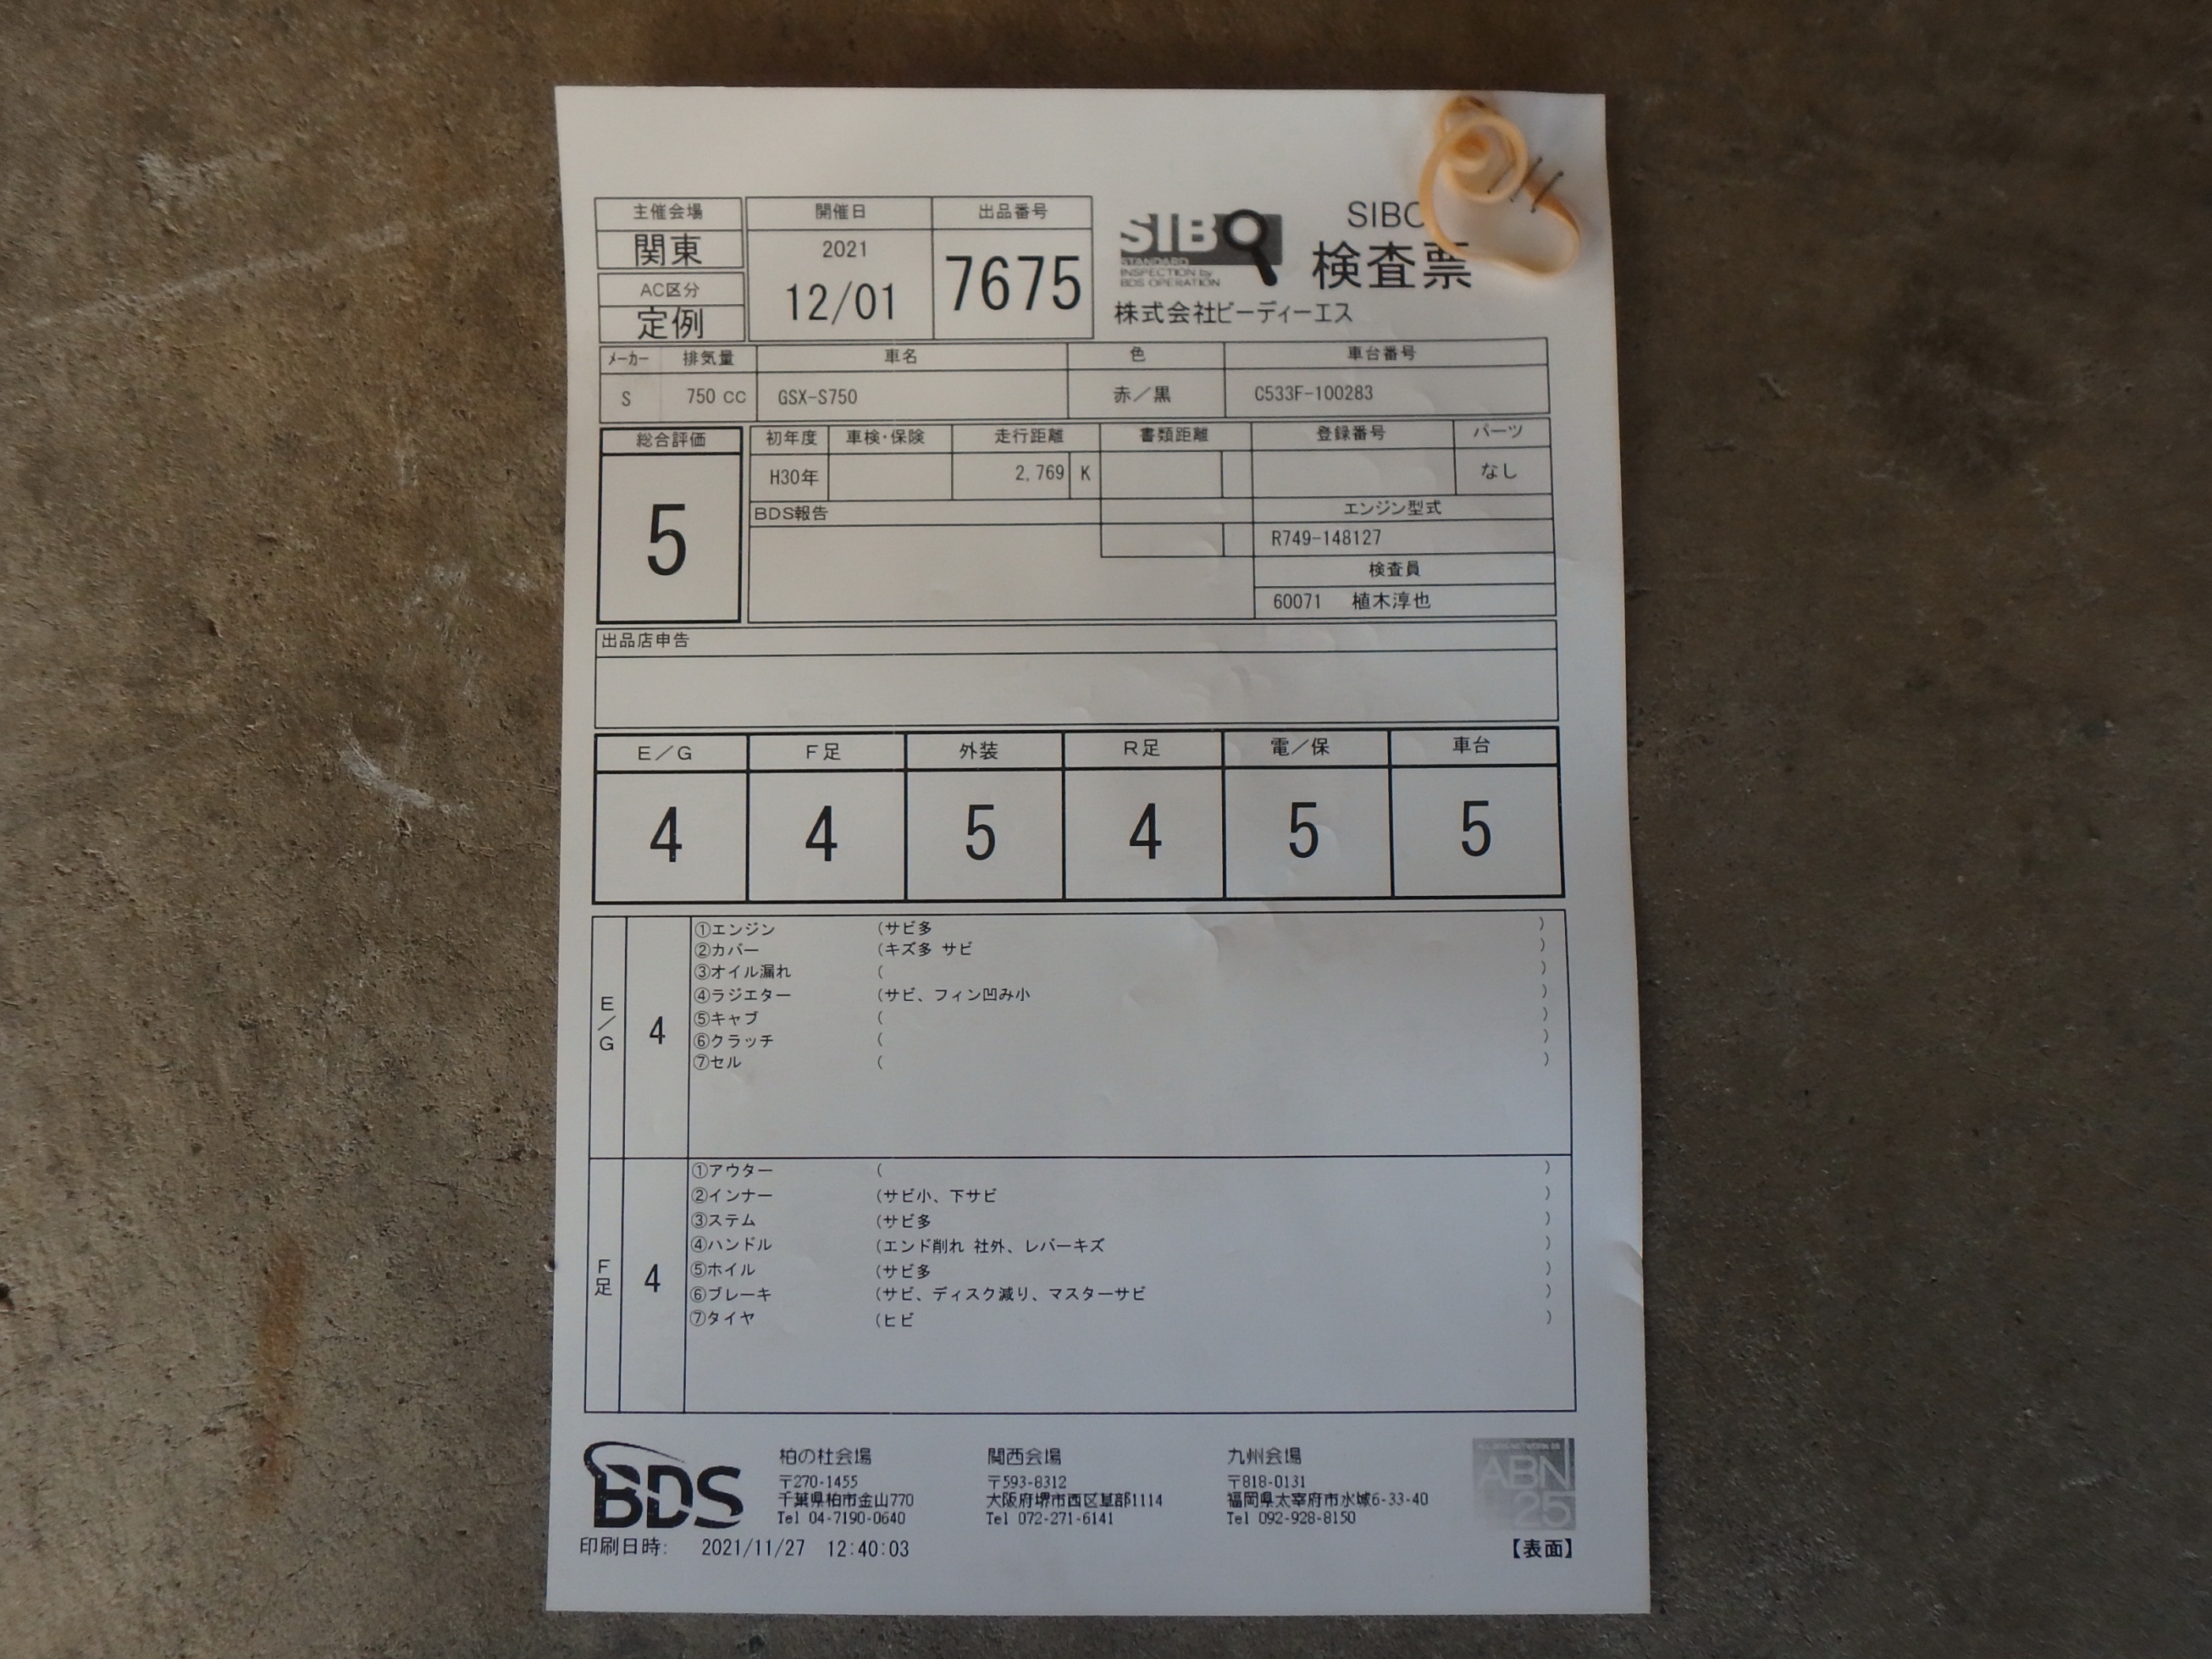 主催会場 開催日 出品番号
関東 2021 12/01 7675
AC区分
定例
SIB
STANDARD
INSPECTION by
BDS OPERATION
SIBC
検査票
株式会社ビーディーエス
メーカー 排気量 車名 色 車台番号
S 750 CC GSX-S750 赤／黒 C533F-100283
総合評価 初年度 車検・保険 走行距離 書類距離 登録番号 パーツ
5 H30年 2,769 K なし
BDS報告 エンジン型式
R749-148127
検査員
60071 植木淳也
出品店申告
E／G F足 外装 R足 電／保 車台
4 4 5 4 5 5
E／G 4
①エンジン (サビ多 )
②カバー (キズ多 サビ )
③オイル漏れ ( )
④ラジエター (サビ、フィン凹み小 )
⑤キャブ ( )
⑥クラッチ ( )
⑦セル ( )
F足 4
①アウター ( )
②インナー (サビ小、下サビ )
③ステム (サビ多 )
④ハンドル (エンド削れ 社外、レバーキズ )
⑤ホイル (サビ多 )
⑥ブレーキ (サビ、ディスク減り、マスターサビ )
⑦タイヤ (ヒビ )
BDS
柏の杜会場
〒270-1455
千葉県柏市金山770
Tel 04-7190-0640
関西会場
〒593-8312
大阪府堺市西区草部1114
Tel 072-271-6141
九州会場
〒818-0131
福岡県太宰府市水城6-33-40
Tel 092-928-8150
ABN
25
印刷日時: 2021/11/27 12:40:03 【表面】